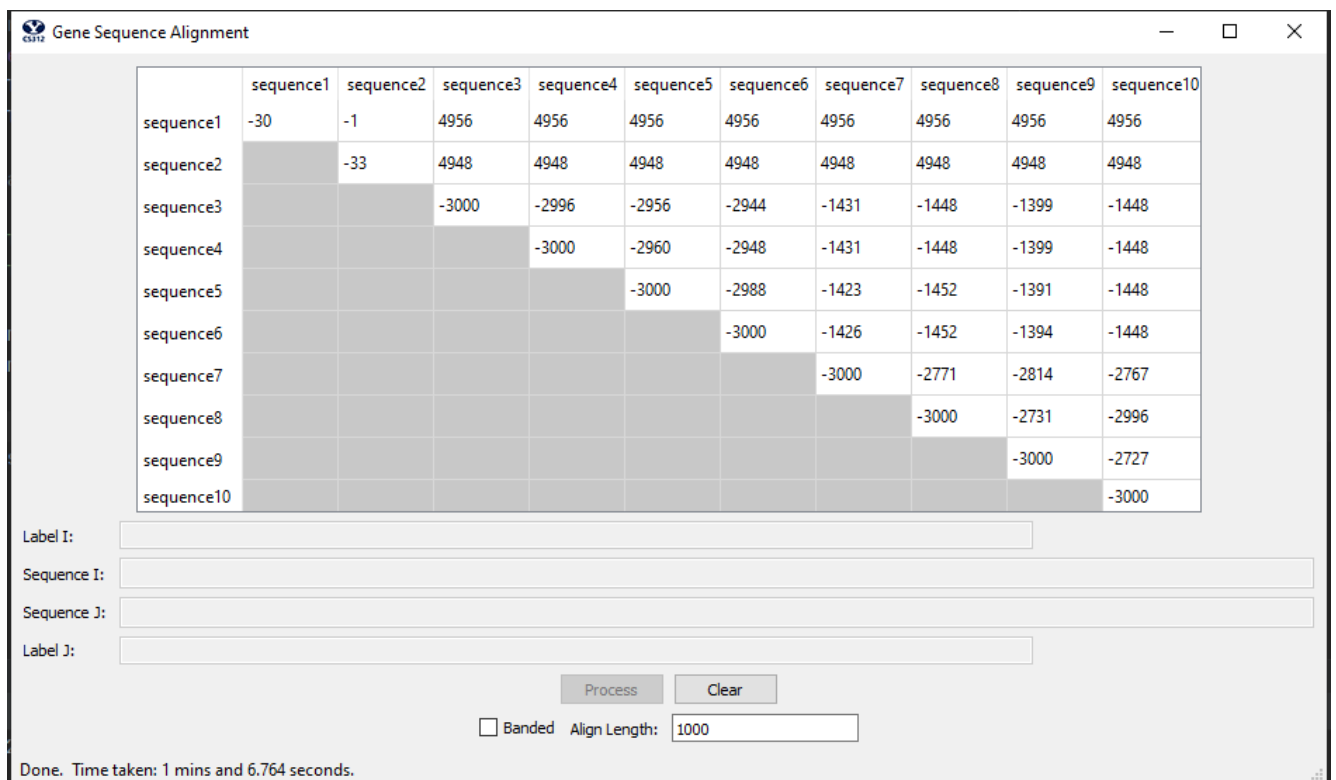 CS312 Gene Sequence Alignment
sequence1 sequence2 sequence3 sequence4 sequence5 sequence6 sequence7 sequence8 sequence9 sequence10
sequence1 -30 -1 4956 4956 4956 4956 4956 4956 4956 4956
sequence2 -33 4948 4948 4948 4948 4948 4948 4948 4948
sequence3 -3000 -2996 -2956 -2944 -1431 -1448 -1399 -1448
sequence4 -3000 -2960 -2948 -1431 -1448 -1399 -1448
sequence5 -3000 -2988 -1423 -1452 -1391 -1448
sequence6 -3000 -1426 -1452 -1394 -1448
sequence7 -3000 -2771 -2814 -2767
sequence8 -3000 -2731 -2996
sequence9 -3000 -2727
sequence10 -3000
Label I:
Sequence I:
Sequence J:
Label J:
Process Clear
Banded Align Length: 1000
Done. Time taken: 1 mins and 6.764 seconds.